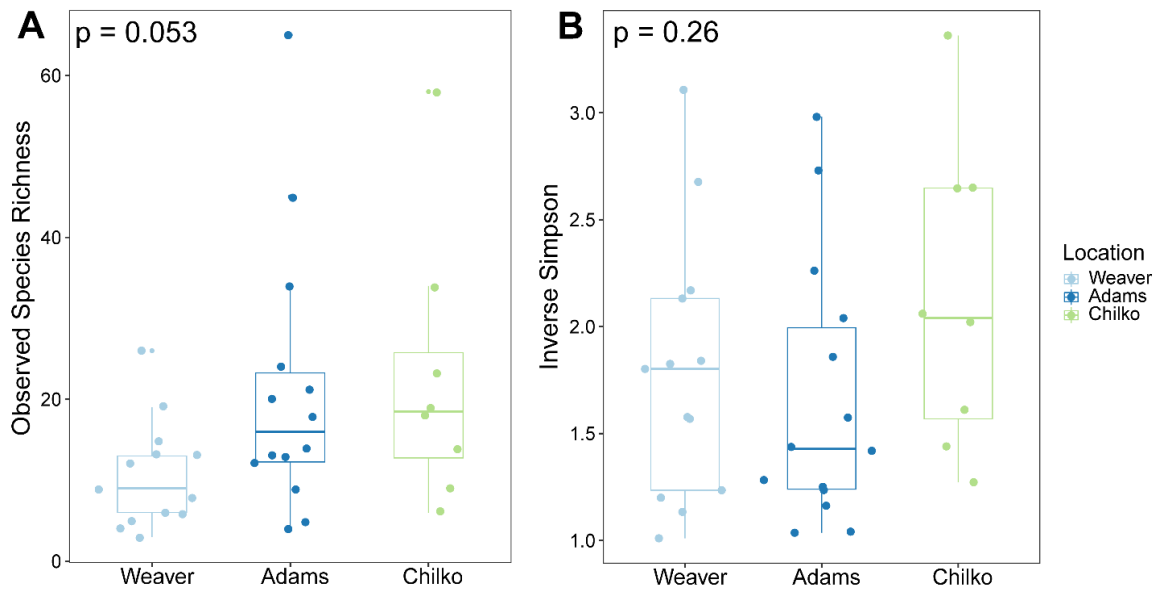 A
p = 0.053
Observed Species Richness
60
40
20
0
Weaver
Adams
Chilko
B
p = 0.26
Inverse Simpson
3.0
2.5
2.0
1.5
1.0
Weaver
Adams
Chilko
Location
Weaver
Adams
Chilko